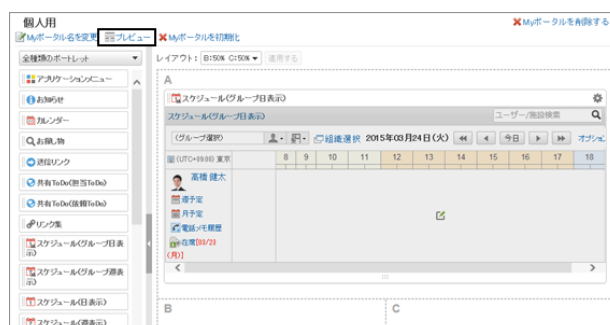 個人用
Myポータルを削除する
Myポータル名を変更 プレビュー Myポータルを初期化
全種類のポートレット
レイアウト: B:50% C:50% 適用する
アプリケーションメニュー
お知らせ
カレンダー
お買い物
送迎リンク
共有ToDo(担当ToDo)
共有ToDo(依頼ToDo)
リンク集
スケジュール(グループ日表示)
スケジュール(グループ週表示)
スケジュール(日表示)
スケジュール(週表示)
A
スケジュール(グループ日表示)
スケジュール(グループ日表示) ユーザー/施設検索
(グループ選択) 組織選択 2015年03月24日(火) 今日 オプション
(UTC+09:00) 東京 8 9 10 11 12 13 14 15 16 17 18
高橋 健太
週予定
月予定
電話メモ履歴
在席[03/23
(月)]
B C